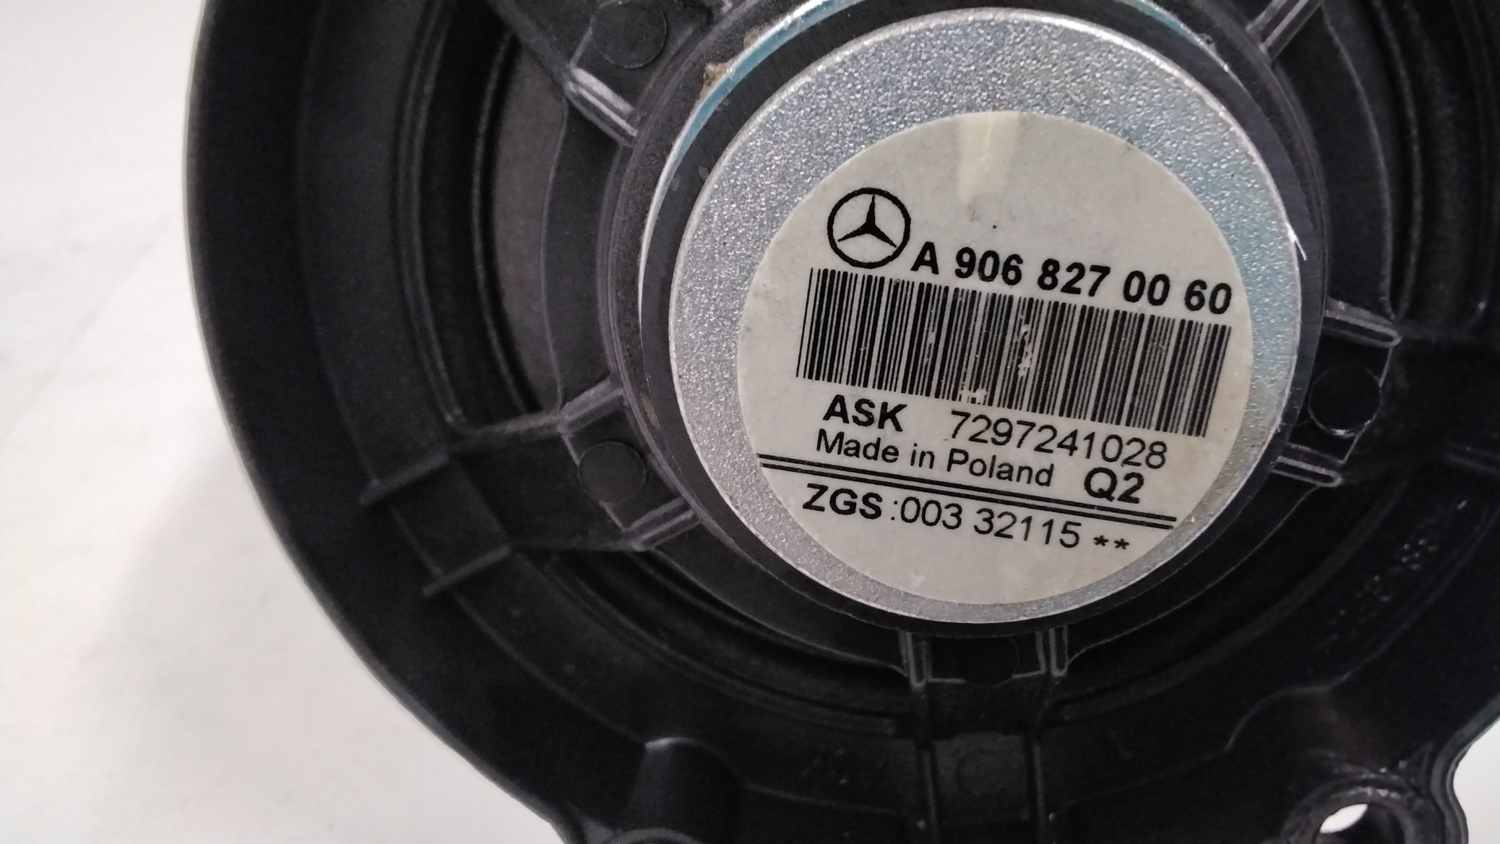 A 906 827 00 60
ASK 7297241028
Made in Poland Q2
ZGS :003 32115 **